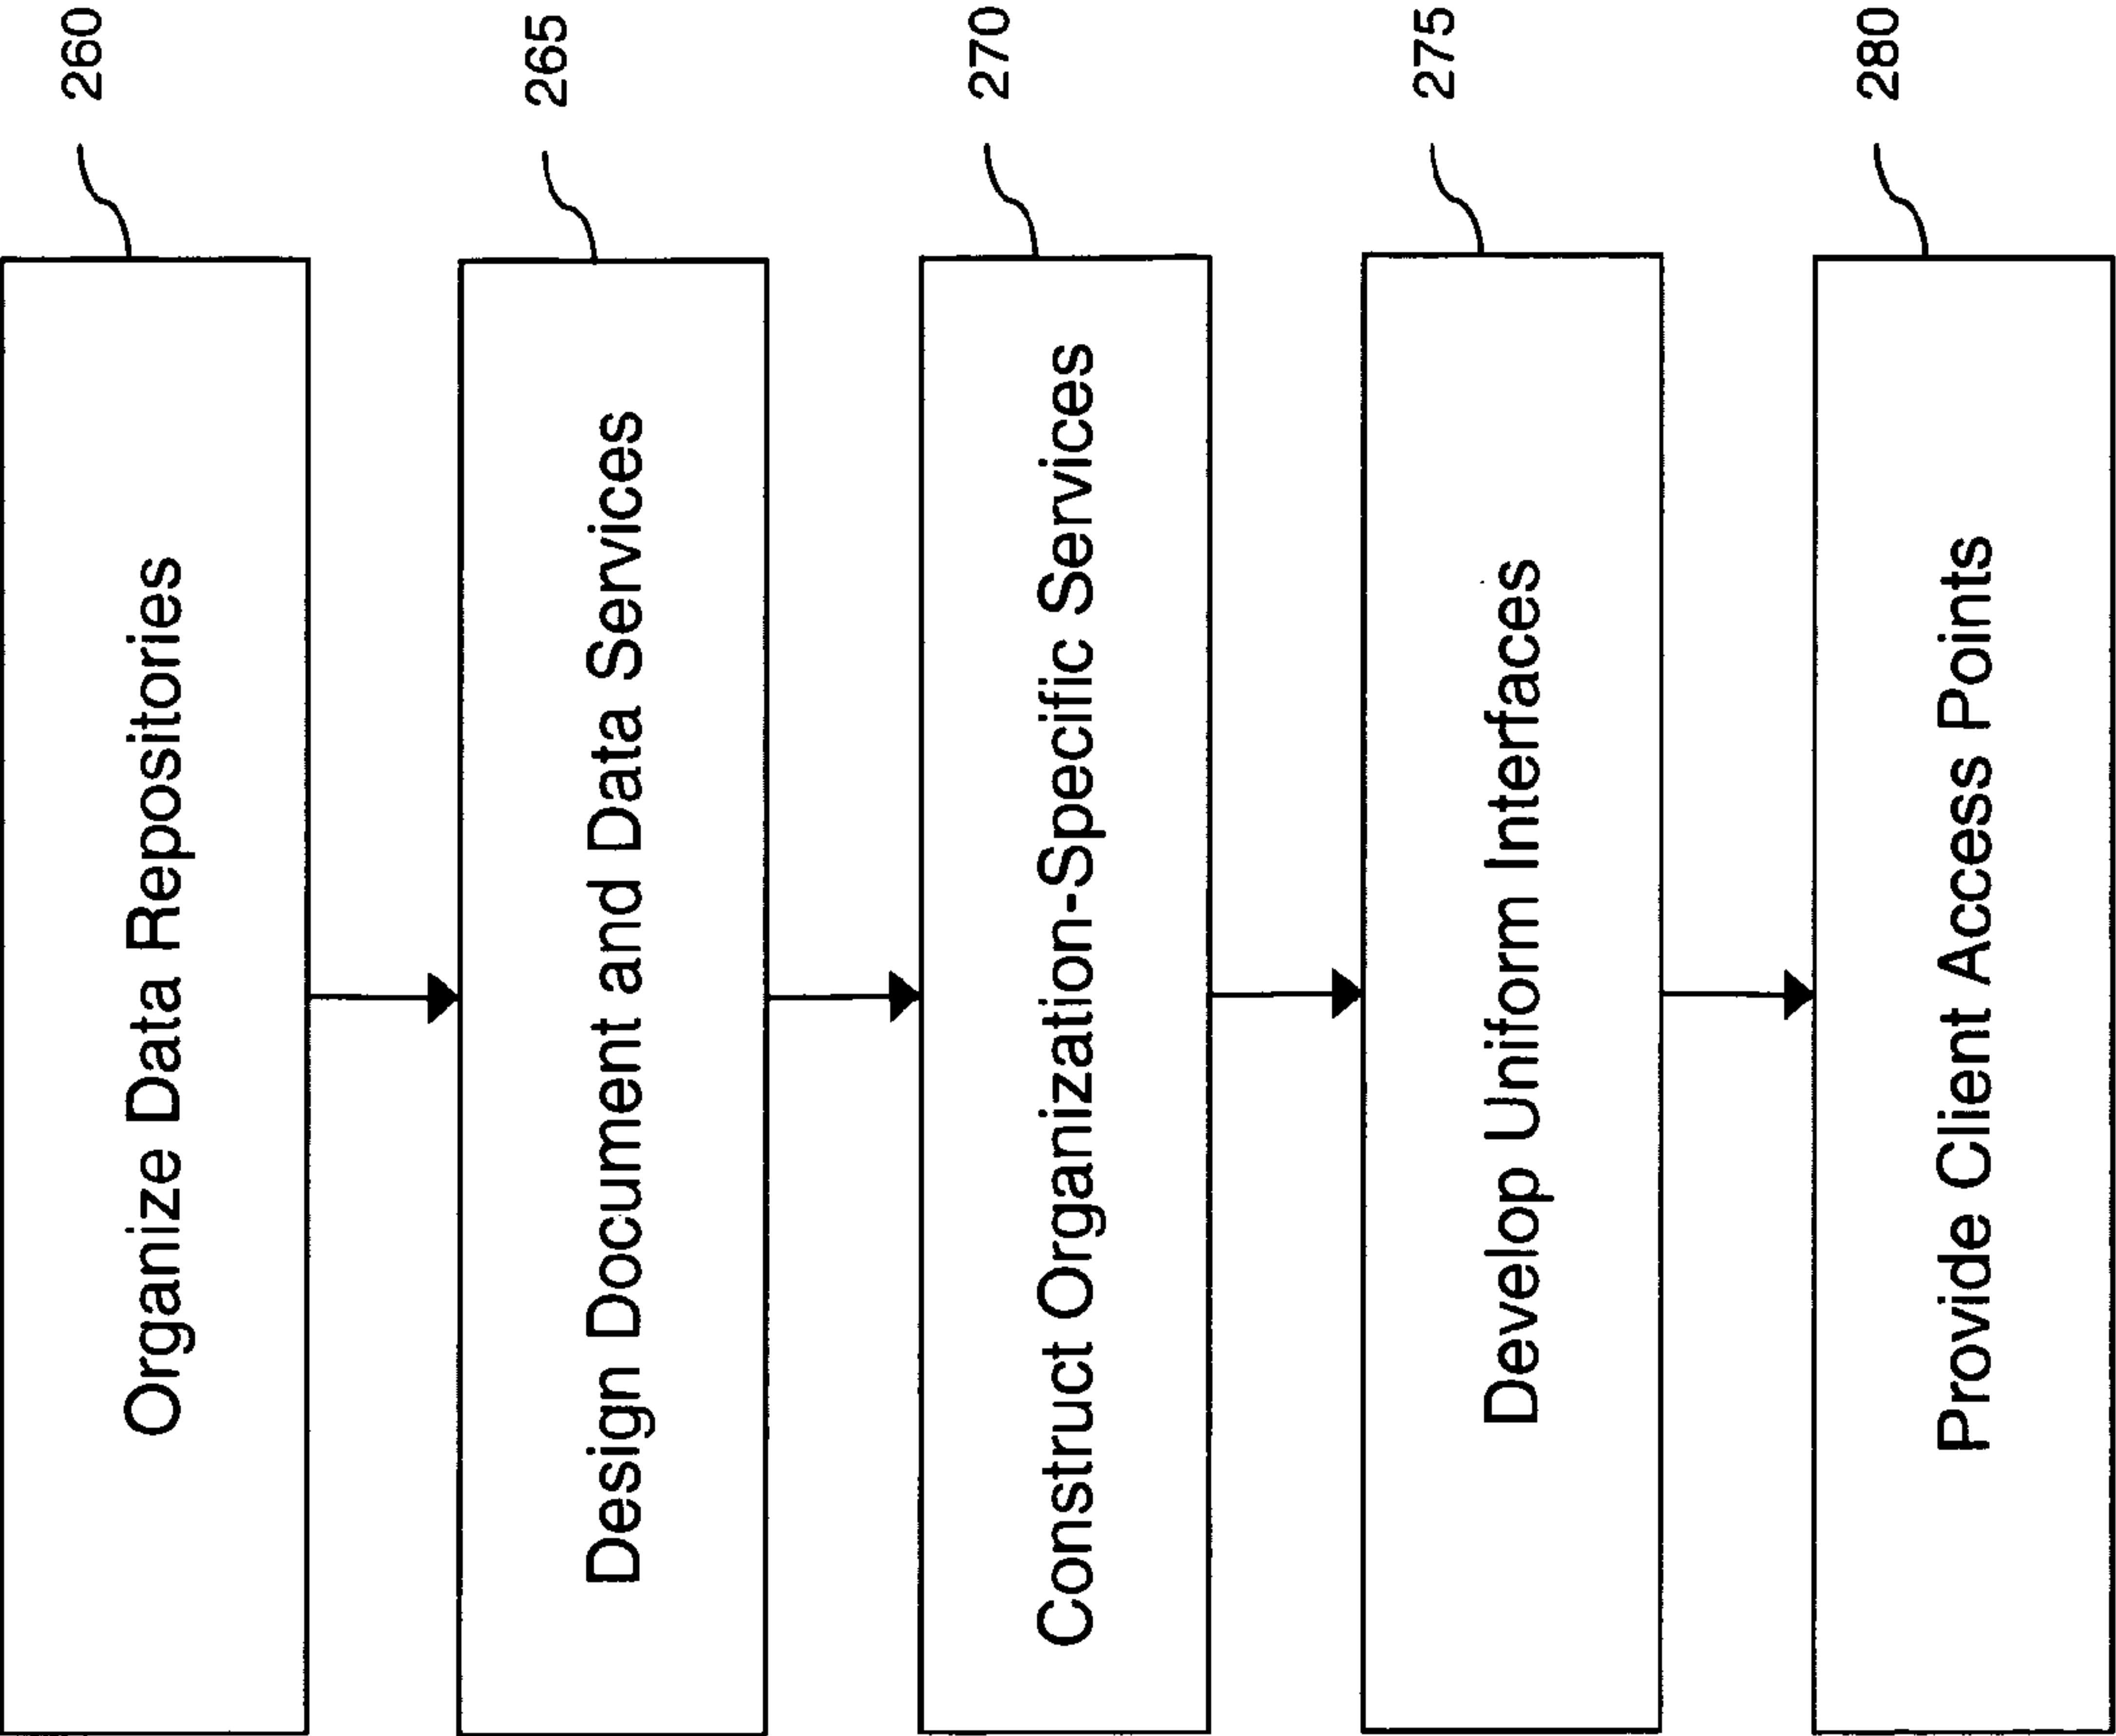 Organize Data Repositories
260
Design Document and Data Services
265
Construct Organization-Specific Services
270
Develop Uniform Interfaces
275
Provide Client Access Points
280